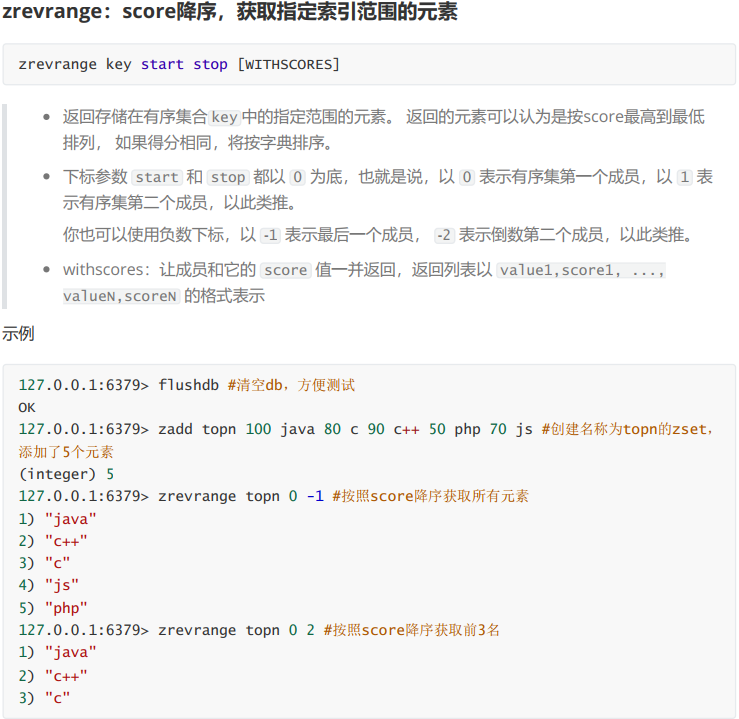 zrevrange：score降序，获取指定索引范围的元素
zrevrange key start stop [WITHSCORES]
返回存储在有序集合key中的指定范围的元素。 返回的元素可以认为是按score最高到最低
排列， 如果得分相同，将按字典排序。
下标参数 start 和 stop 都以 0 为底，也就是说，以 0 表示有序集第一个成员，以 1 表
示有序集第二个成员，以此类推。
你也可以使用负数下标，以 -1 表示最后一个成员， -2 表示倒数第二个成员，以此类推。
withscores：让成员和它的 score 值一并返回，返回列表以 value1,score1, ...,
valueN,scoreN 的格式表示
示例
127.0.0.1:6379> flushdb #清空db，方便测试
OK
127.0.0.1:6379> zadd topn 100 java 80 c 90 c++ 50 php 70 js #创建名称为topn的zset，
添加了5个元素
(integer) 5
127.0.0.1:6379> zrevrange topn 0 -1 #按照score降序获取所有元素
1) "java"
2) "c++"
3) "c"
4) "js"
5) "php"
127.0.0.1:6379> zrevrange topn 0 2 #按照score降序获取前3名
1) "java"
2) "c++"
3) "c"